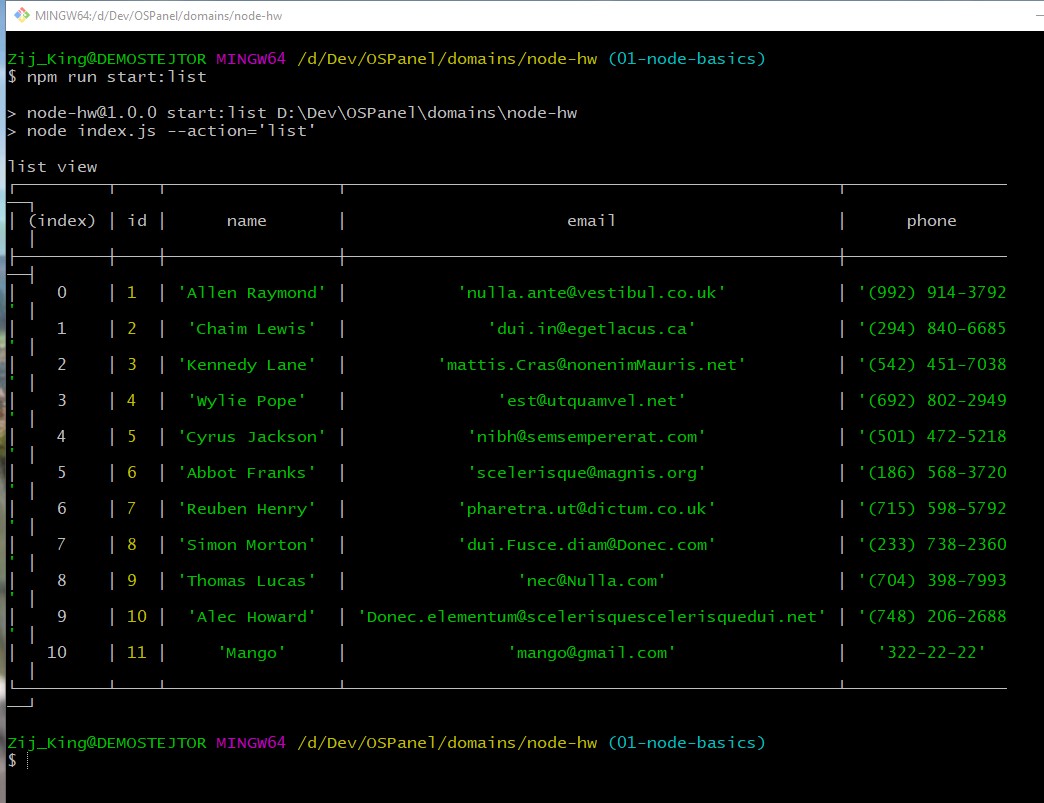 MINGW64:/d/Dev/OSPanel/domains/node-hw
Zij_King@DEMOSTEJTOR MINGW64 /d/Dev/OSPanel/domains/node-hw (01-node-basics)
$ npm run start:list
> node-hw@1.0.0 start:list D:\Dev\OSPanel\domains\node-hw
> node index.js --action='list'
list view
(index) │ id │ name │ email │ phone
│
0 │ 1 │ 'Allen Raymond' │ 'nulla.ante@vestibul.co.uk' │ '(992) 914-3792
' │
1 │ 2 │ 'Chaim Lewis' │ 'dui.in@egetlacus.ca' │ '(294) 840-6685
' │
2 │ 3 │ 'Kennedy Lane' │ 'mattis.Cras@nonenimMauris.net' │ '(542) 451-7038
' │
3 │ 4 │ 'Wylie Pope' │ 'est@utquamvel.net' │ '(692) 802-2949
' │
4 │ 5 │ 'Cyrus Jackson' │ 'nibh@semsempererat.com' │ '(501) 472-5218
' │
5 │ 6 │ 'Abbot Franks' │ 'scelerisque@magnis.org' │ '(186) 568-3720
' │
6 │ 7 │ 'Reuben Henry' │ 'pharetra.ut@dictum.co.uk' │ '(715) 598-5792
' │
7 │ 8 │ 'Simon Morton' │ 'dui.Fusce.diam@Donec.com' │ '(233) 738-2360
' │
8 │ 9 │ 'Thomas Lucas' │ 'nec@Nulla.com' │ '(704) 398-7993
' │
9 │ 10 │ 'Alec Howard' │ 'Donec.elementum@scelerisquescelerisquedui.net' │ '(748) 206-2688
' │
10 │ 11 │ 'Mango' │ 'mango@gmail.com' │ '322-22-22'
│
Zij_King@DEMOSTEJTOR MINGW64 /d/Dev/OSPanel/domains/node-hw (01-node-basics)
$